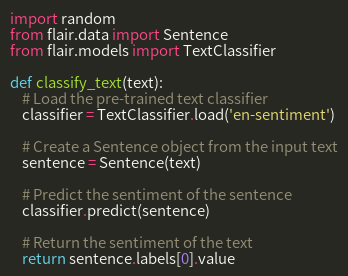 import random
from flair.data import Sentence
from flair.models import TextClassifier

def classify_text(text):
    # Load the pre-trained text classifier
    classifier = TextClassifier.load('en-sentiment')

    # Create a Sentence object from the input text
    sentence = Sentence(text)

    # Predict the sentiment of the sentence
    classifier.predict(sentence)

    # Return the sentiment of the text
    return sentence.labels[0].value